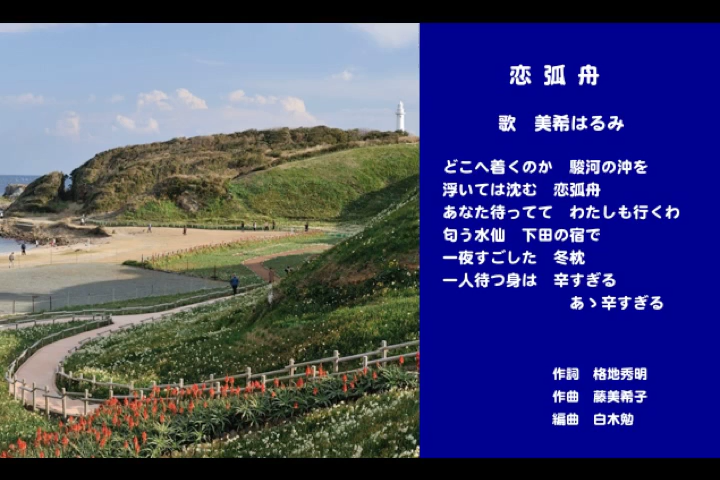 恋弧舟
歌　美希はるみ
どこへ着くのか　駿河の沖を
浮いては沈む　恋弧舟
あなた待ってて　わたしも行くわ
匂う水仙　下田の宿で
一夜すごした　冬枕
一人待つ身は　辛すぎる
あゝ辛すぎる
作詞　格地秀明
作曲　藤美希子
編曲　白木勉